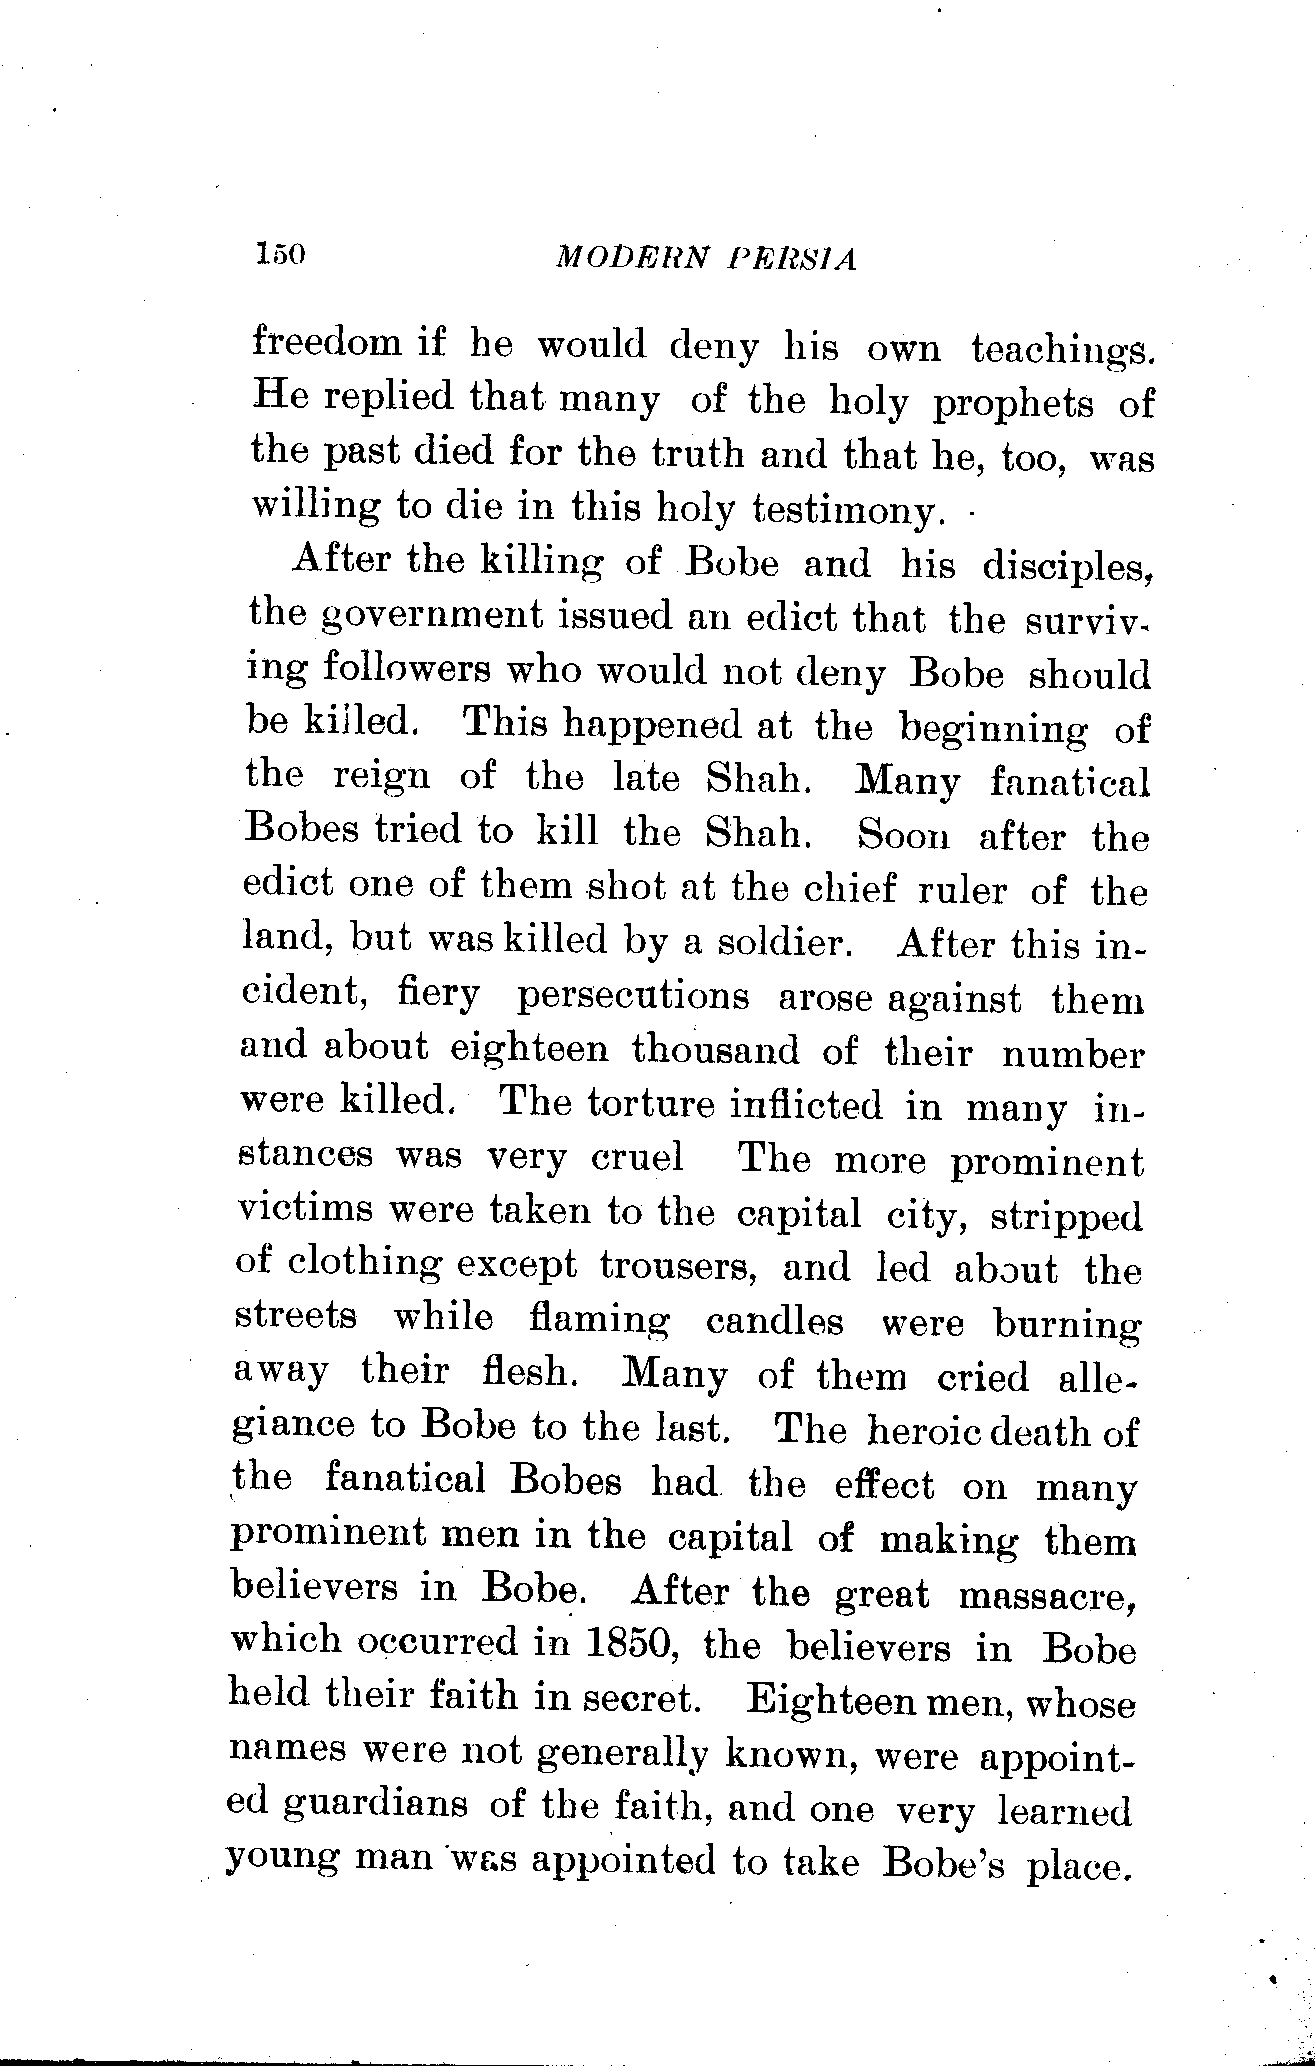 150 MODERN PERSIA
freedom if he would deny his own teachings.
He replied that many of the holy prophets of
the past died for the truth and that he, too, was
willing to die in this holy testimony.
After the killing of Bobe and his disciples,
the government issued an edict that the surviv-
ing followers who would not deny Bobe should
be killed. This happened at the beginning of
the reign of the late Shah. Many fanatical
Bobes tried to kill the Shah. Soon after the
edict one of them shot at the chief ruler of the
land, but was killed by a soldier. After this in-
cident, fiery persecutions arose against them
and about eighteen thousand of their number
were killed. The torture inflicted in many in-
stances was very cruel The more prominent
victims were taken to the capital city, stripped
of clothing except trousers, and led about the
streets while flaming candles were burning
away their flesh. Many of them cried alle-
giance to Bobe to the last. The heroic death of
the fanatical Bobes had the effect on many
prominent men in the capital of making them
believers in Bobe. After the great massacre,
which occurred in 1850, the believers in Bobe
held their faith in secret. Eighteen men, whose
names were not generally known, were appoint-
ed guardians of the faith, and one very learned
young man was appointed to take Bobe's place.